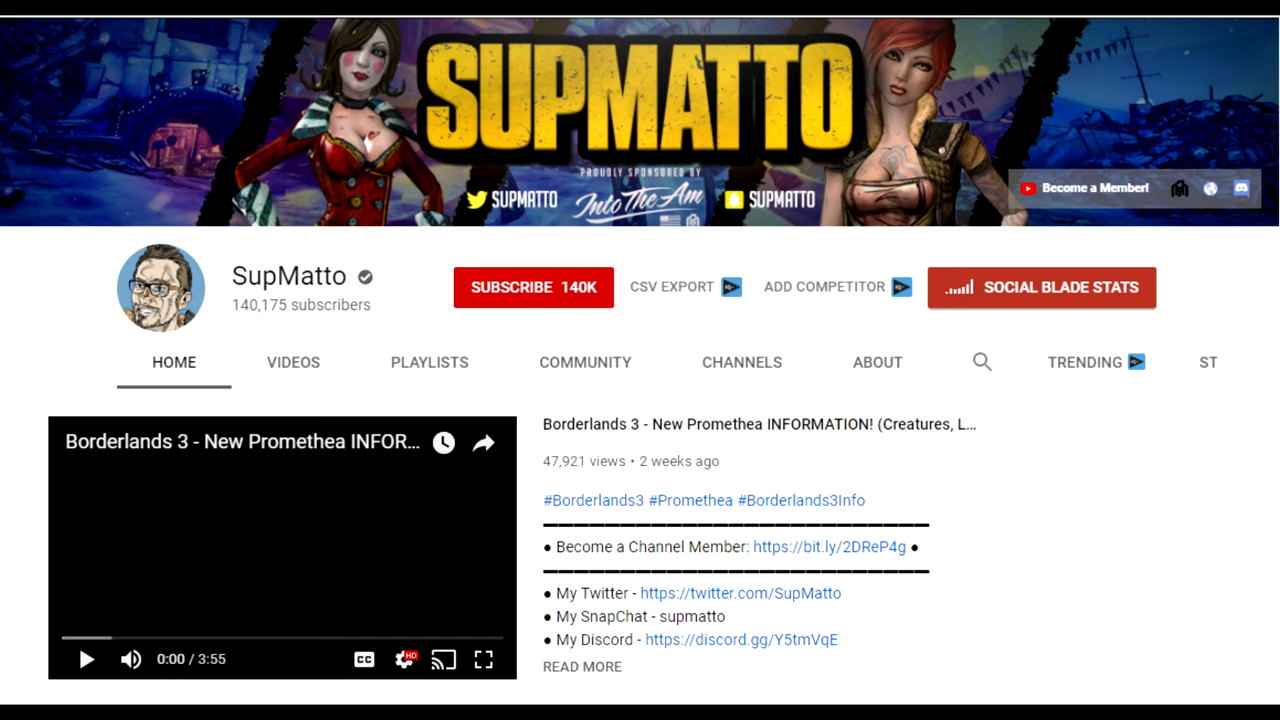 SUPMATTO
PROUDLY SPONSORED BY
SUPMATTO Into The Am SUPMATTO
Become a Member!
SupMatto
140,175 subscribers
SUBSCRIBE 140K CSV EXPORT ADD COMPETITOR SOCIAL BLADE STATS
HOME VIDEOS PLAYLISTS COMMUNITY CHANNELS ABOUT TRENDING ST
Borderlands 3 - New Promethea INFOR...
0:00 / 3:55
CC HD
Borderlands 3 - New Promethea INFORMATION! (Creatures, L...
47,921 views • 2 weeks ago
#Borderlands3 #Promethea #Borderlands3Info
● Become a Channel Member: https://bit.ly/2DReP4g ●
● My Twitter - https://twitter.com/SupMatto
● My SnapChat - supmatto
● My Discord - https://discord.gg/Y5tmVqE
READ MORE